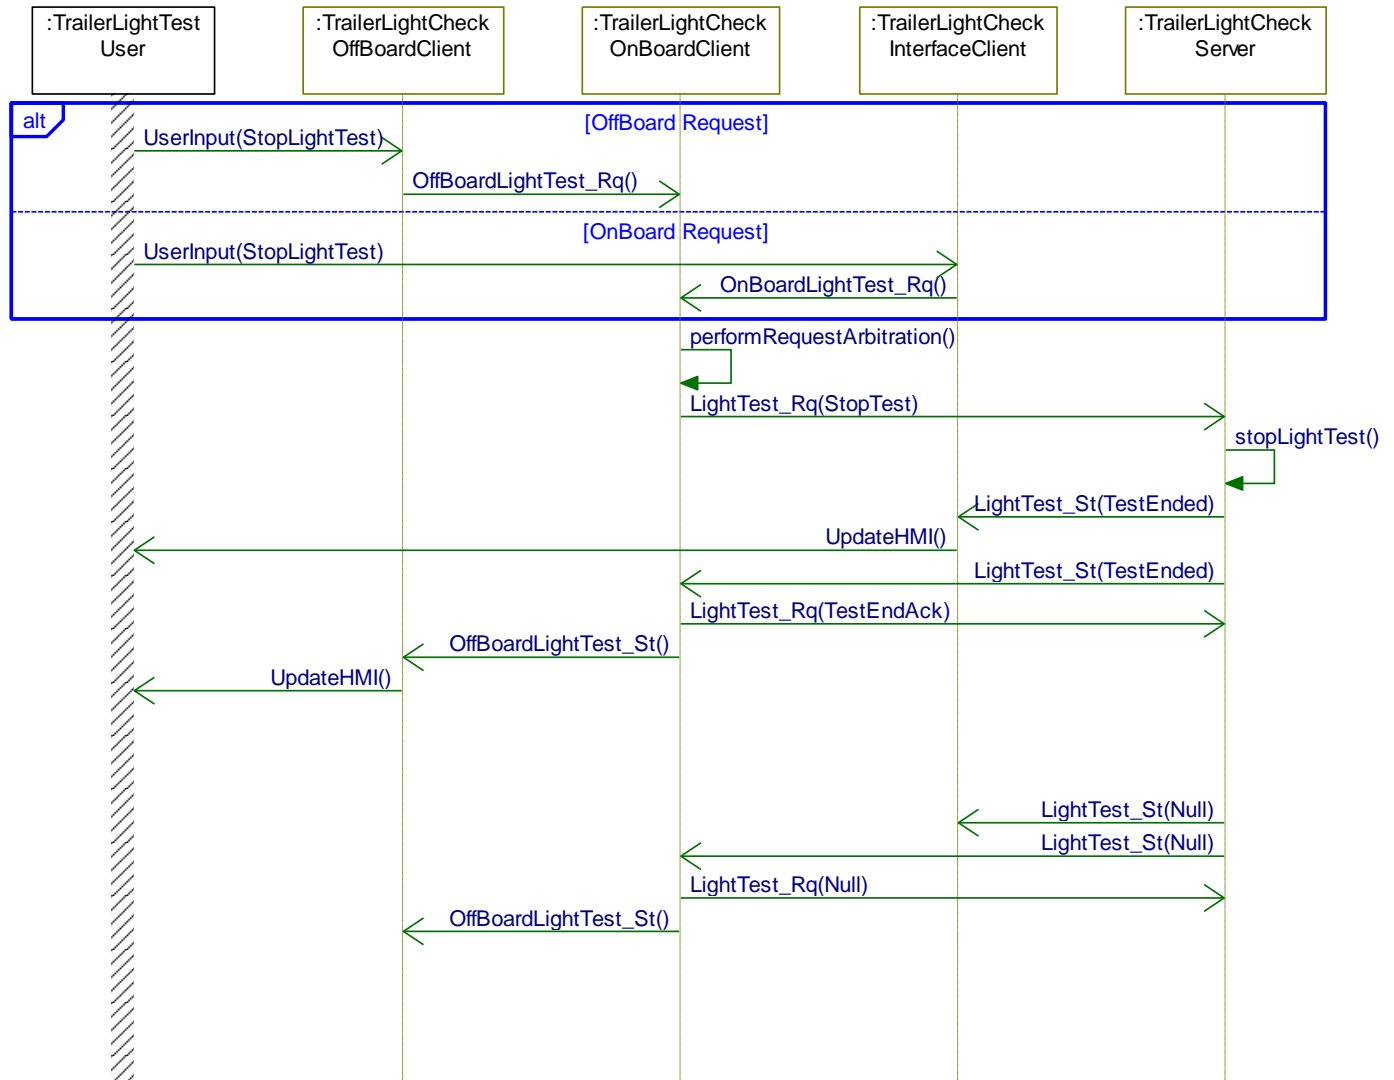 :TrailerLightTest
User
:TrailerLightCheck
OffBoardClient
:TrailerLightCheck
OnBoardClient
:TrailerLightCheck
InterfaceClient
:TrailerLightCheck
Server
alt
[OffBoard Request]
UserInput(StopLightTest)
OffBoardLightTest_Rq()
[OnBoard Request]
UserInput(StopLightTest)
OnBoardLightTest_Rq()
performRequestArbitration()
LightTest_Rq(StopTest)
stopLightTest()
LightTest_St(TestEnded)
UpdateHMI()
LightTest_St(TestEnded)
LightTest_Rq(TestEndAck)
OffBoardLightTest_St()
UpdateHMI()
LightTest_St(Null)
LightTest_St(Null)
LightTest_Rq(Null)
OffBoardLightTest_St()